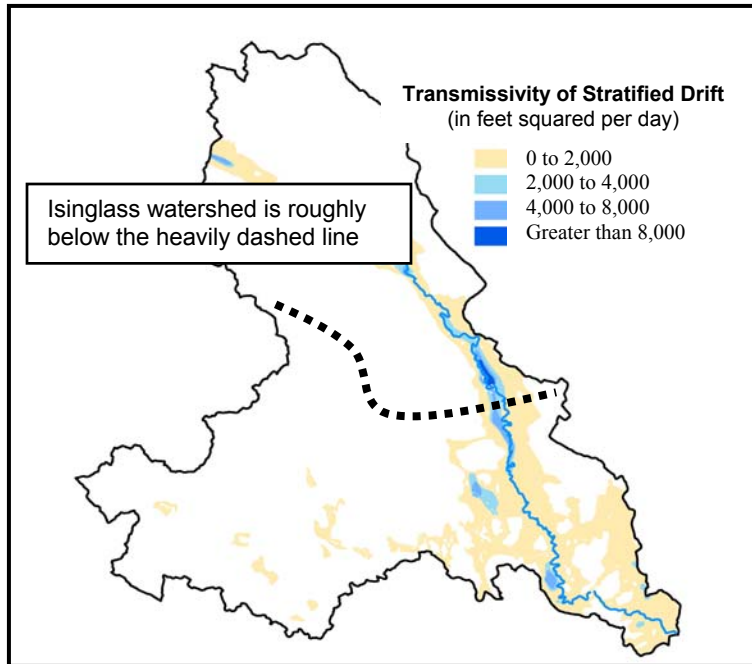 Transmissivity of Stratified Drift
(in feet squared per day)
0 to 2,000
2,000 to 4,000
4,000 to 8,000
Greater than 8,000
Isinglass watershed is roughly
below the heavily dashed line